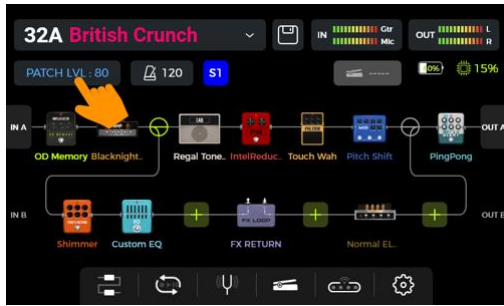 32A British Crunch
IN Gtr Mic
OUT L R
PATCH LVL : 80
120
S1
-----
0%
15%
IN A
OUT A
OD Memory Blacknight.. Regal Tone.. IntelReduc.. Touch Wah Pitch Shift PingPong
IN B
OUT B
FX LOOP
Shimmer Custom EQ FX RETURN Normal EL..